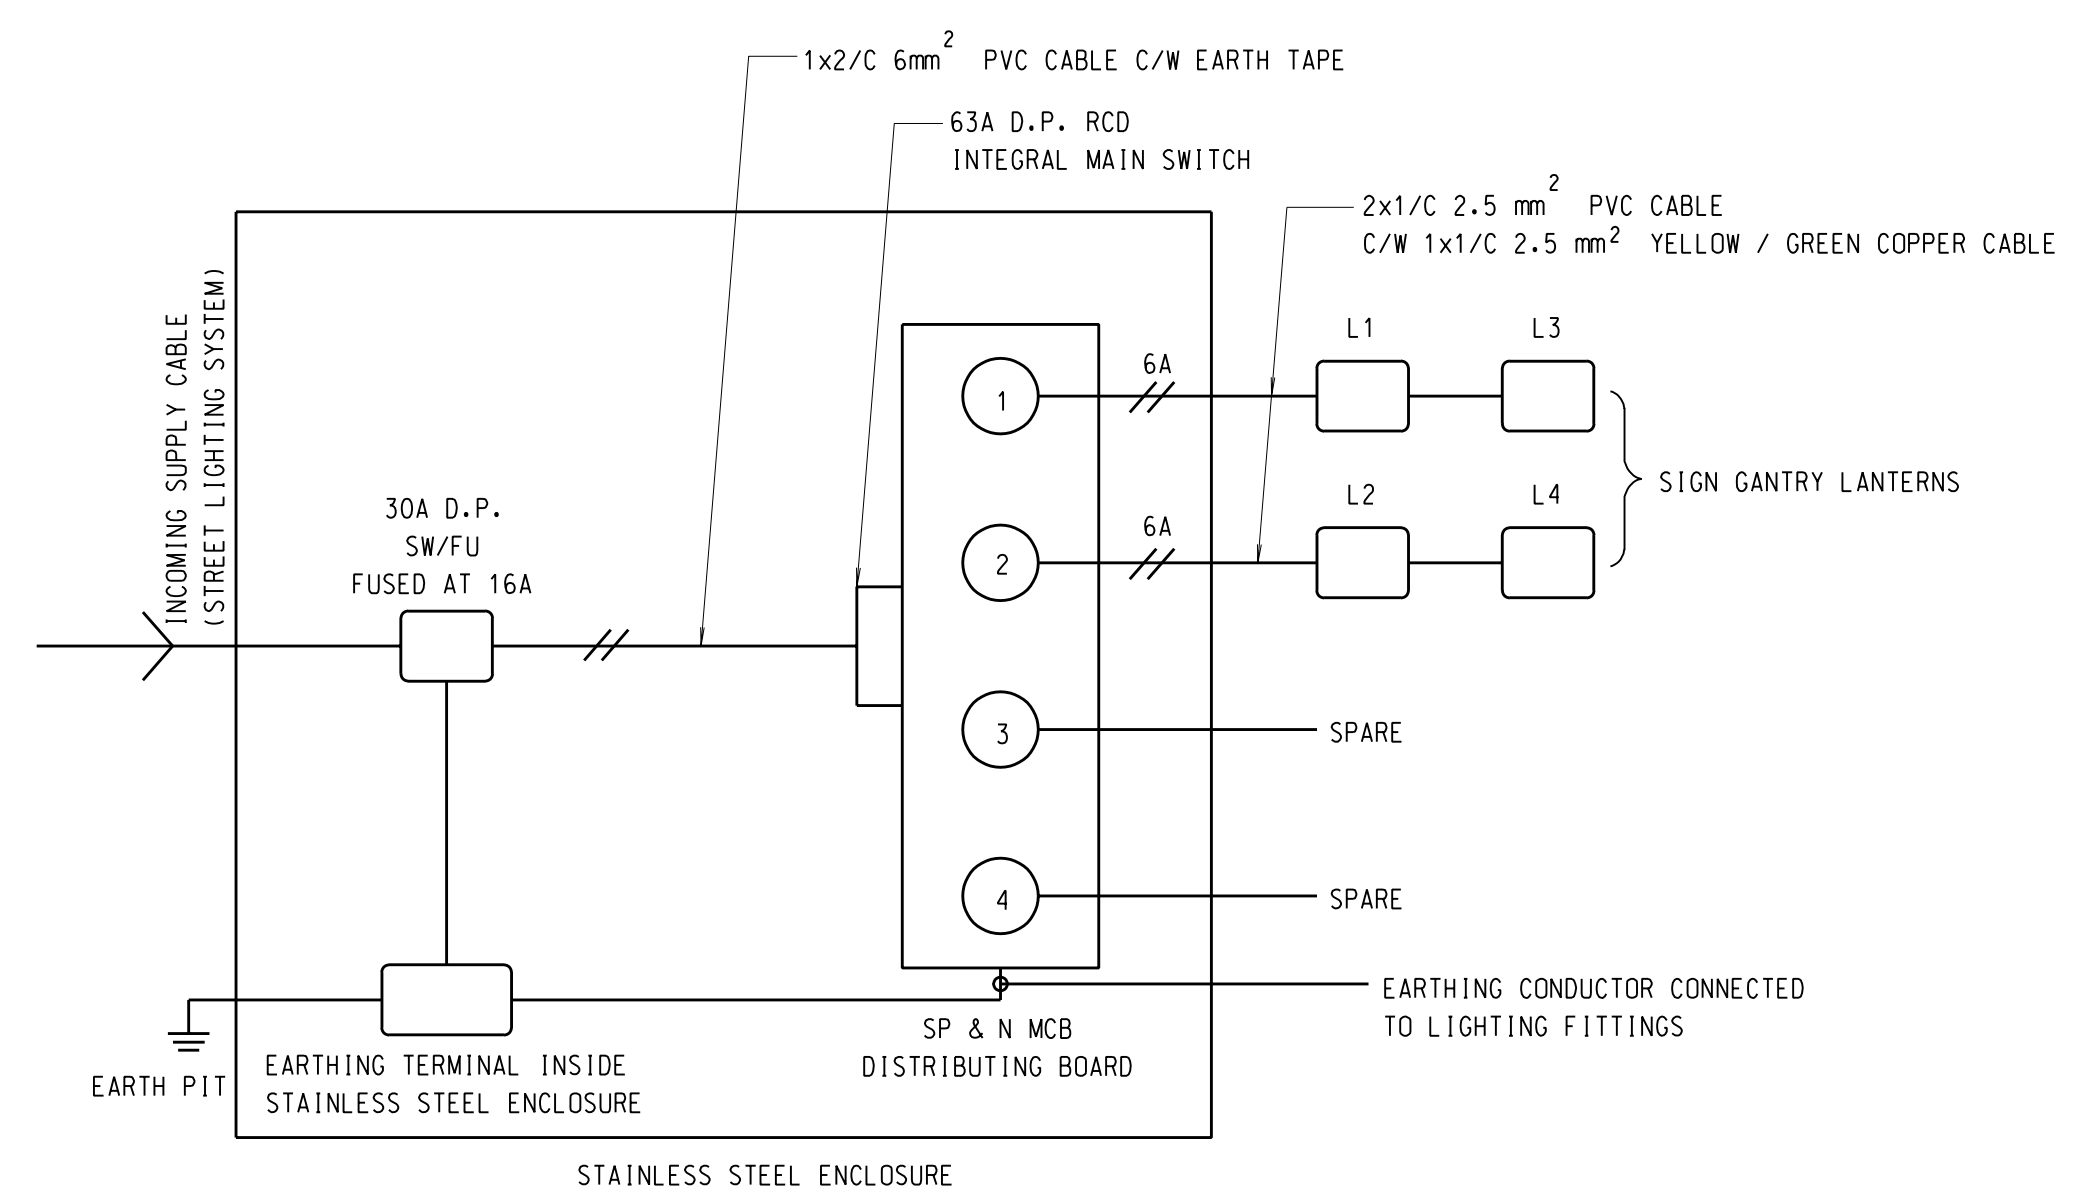 1x2/C 6mm² PVC CABLE C/W EARTH TAPE
63A D.P. RCD
INTEGRAL MAIN SWITCH
2x1/C 2.5 mm² PVC CABLE
C/W 1x1/C 2.5 mm² YELLOW / GREEN COPPER CABLE
INCOMING SUPPLY CABLE
(STREET LIGHTING SYSTEM)
L1
L3
6A
1
30A D.P.
SW/FU
FUSED AT 16A
L2
L4
SIGN GANTRY LANTERNS
6A
2
3
SPARE
4
SPARE
EARTHING CONDUCTOR CONNECTED
TO LIGHTING FITTINGS
SP & N MCB
DISTRIBUTING BOARD
EARTHING TERMINAL INSIDE
STAINLESS STEEL ENCLOSURE
EARTH PIT
STAINLESS STEEL ENCLOSURE